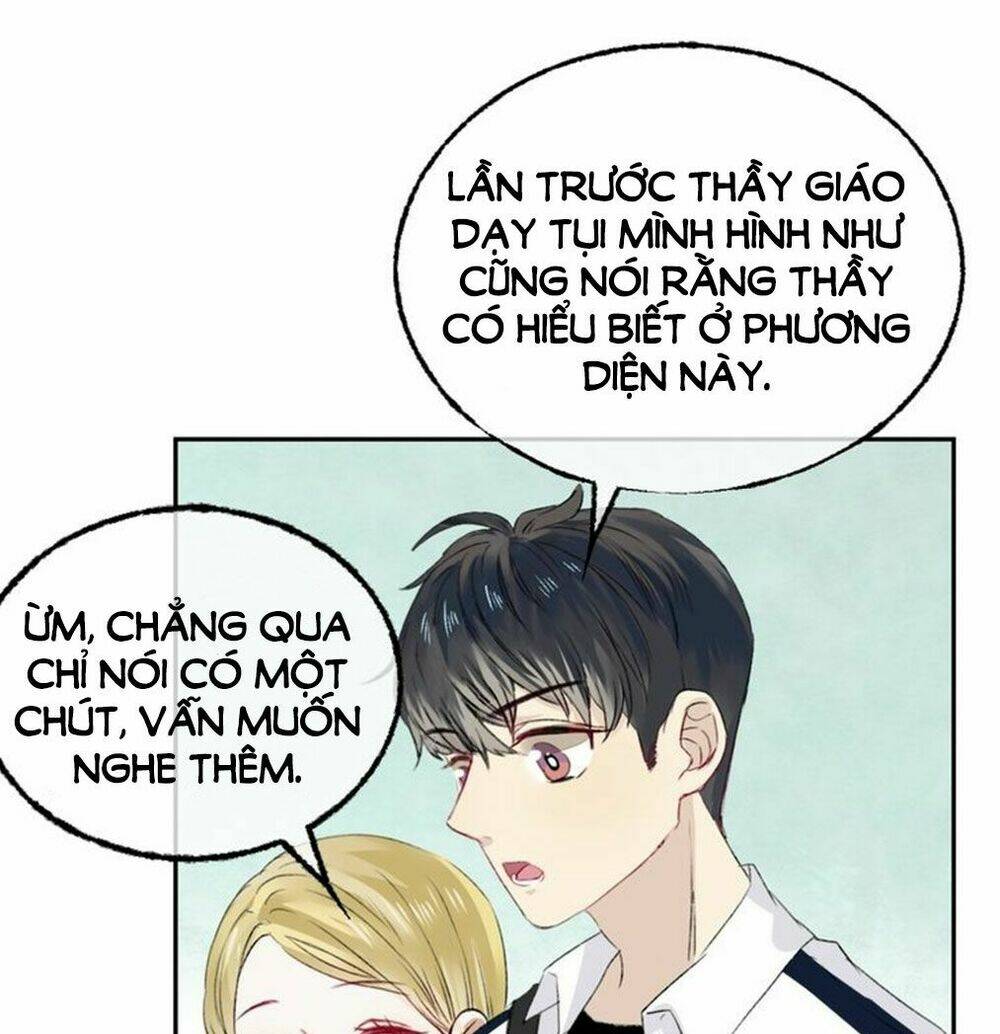 LẦN TRƯỚC THẦY GIÁO
DẠY TỤI MÌNH HÌNH NHƯ
CŨNG NÓI RẰNG THẦY
CÓ HIỂU BIẾT Ở PHƯƠNG
DIỆN NÀY.
ỪM, CHẲNG QUA
CHỈ NÓI CÓ MỘT
CHÚT, VẪN MUỐN
NGHE THÊM.